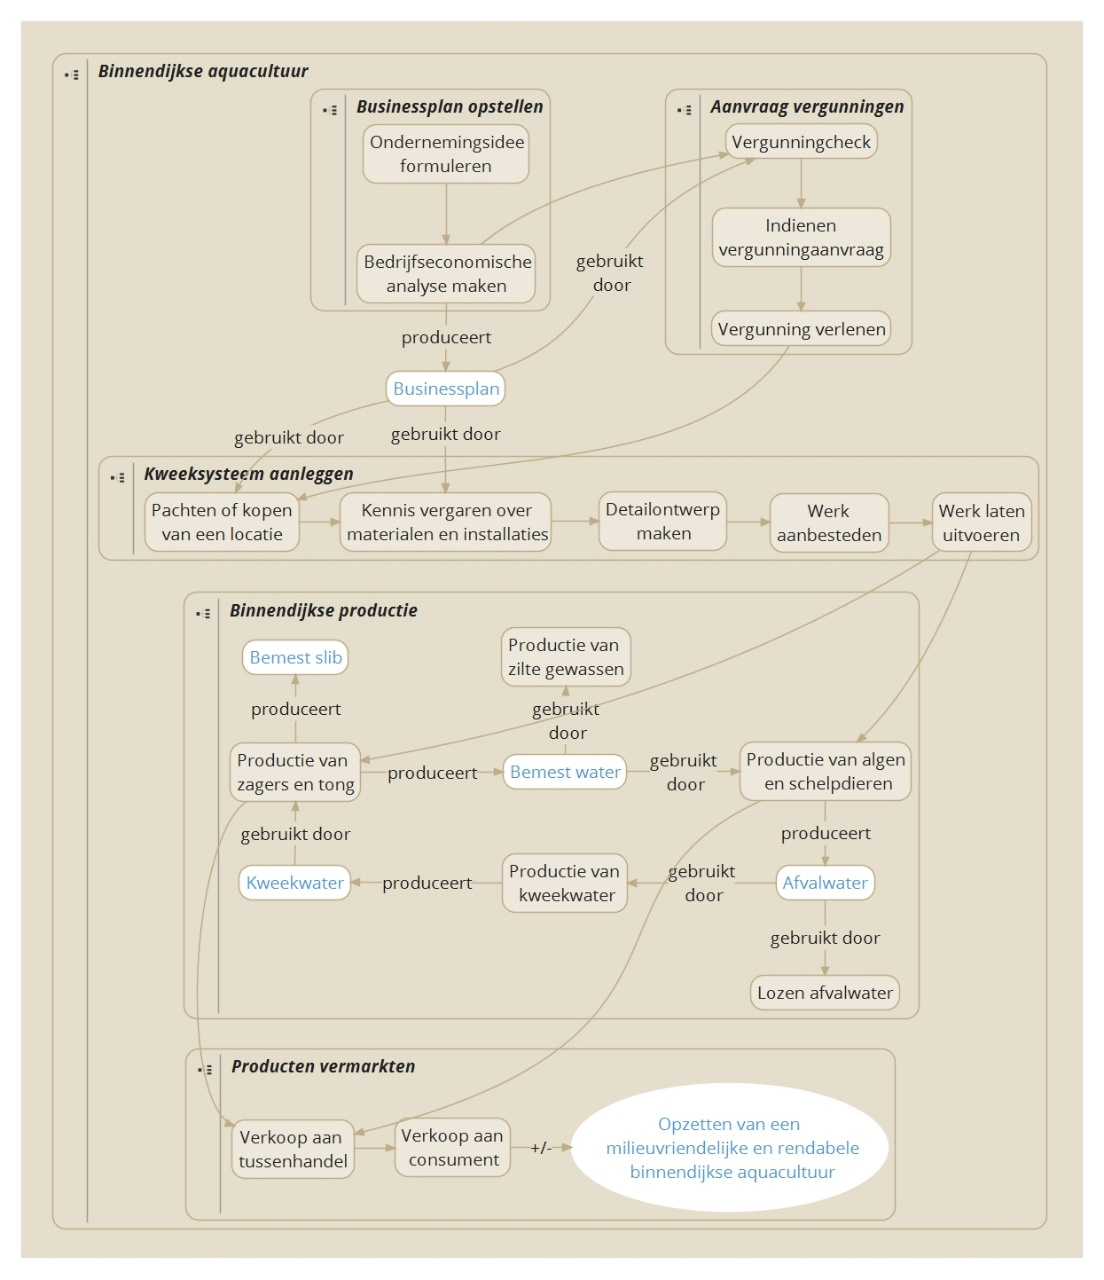 Binnendijkse aquacultuur
Businessplan opstellen
Ondernemingsidee
formuleren
Bedrijfseconomische
analyse maken
Aanvraag vergunningen
Vergunningcheck
Indienen
vergunningaanvraag
Vergunning verlenen
gebruikt
door
produceert
Businessplan
gebruikt door
gebruikt door
Kweeksysteem aanleggen
Pachten of kopen
van een locatie
Kennis vergaren over
materialen en installaties
Detailontwerp
maken
Werk
aanbesteden
Werk laten
uitvoeren
Binnendijkse productie
Bemest slib
Productie van
zilte gewassen
produceert
gebruikt
door
Productie van
zagers en tong
produceert
Bemest water
gebruikt
door
Productie van algen
en schelpdieren
gebruikt door
produceert
Kweekwater
produceert
Productie van
kweekwater
gebruikt
door
Afvalwater
gebruikt door
Lozen afvalwater
Producten vermarkten
Verkoop aan
tussenhandel
Verkoop aan
consument
+/-
Opzetten van een
milieuvriendelijke en rendabele
binnendijkse aquacultuur